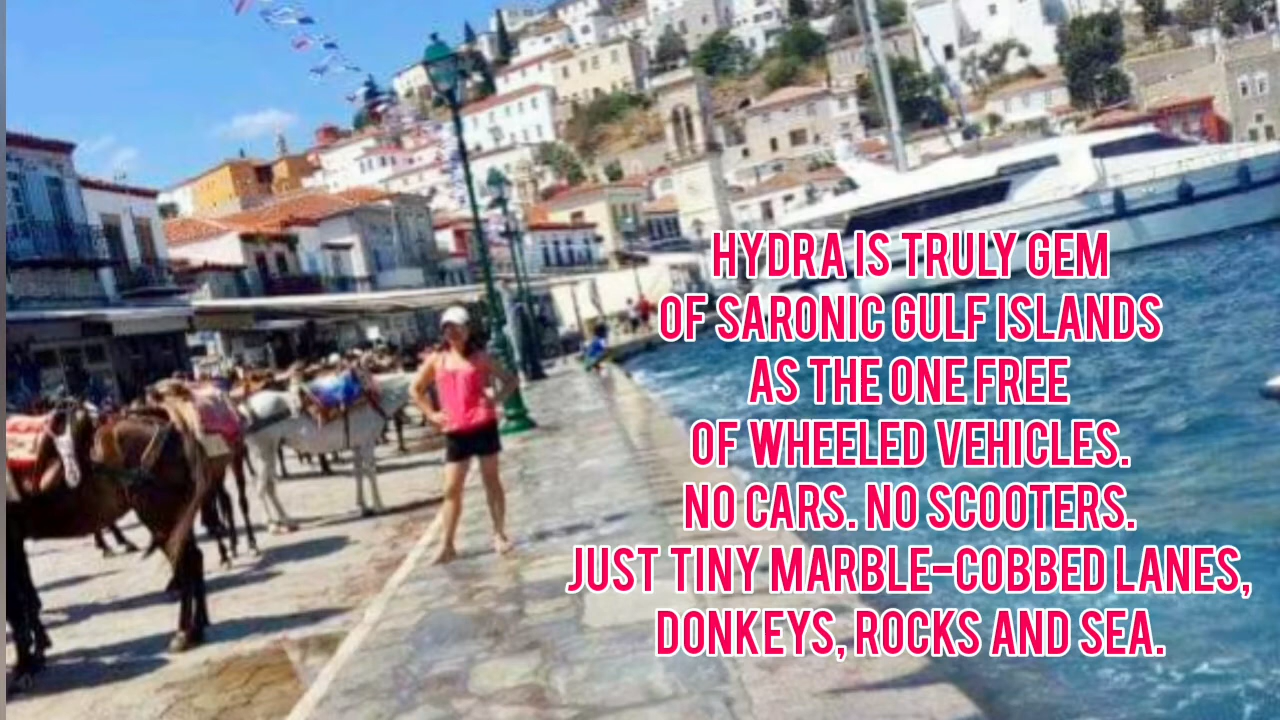 HYDRA IS TRULY GEM
OF SARONIC GULF ISLANDS
AS THE ONE FREE
OF WHEELED VEHICLES.
NO CARS. NO SCOOTERS.
JUST TINY MARBLE-COBBED LANES,
DONKEYS, ROCKS AND SEA.